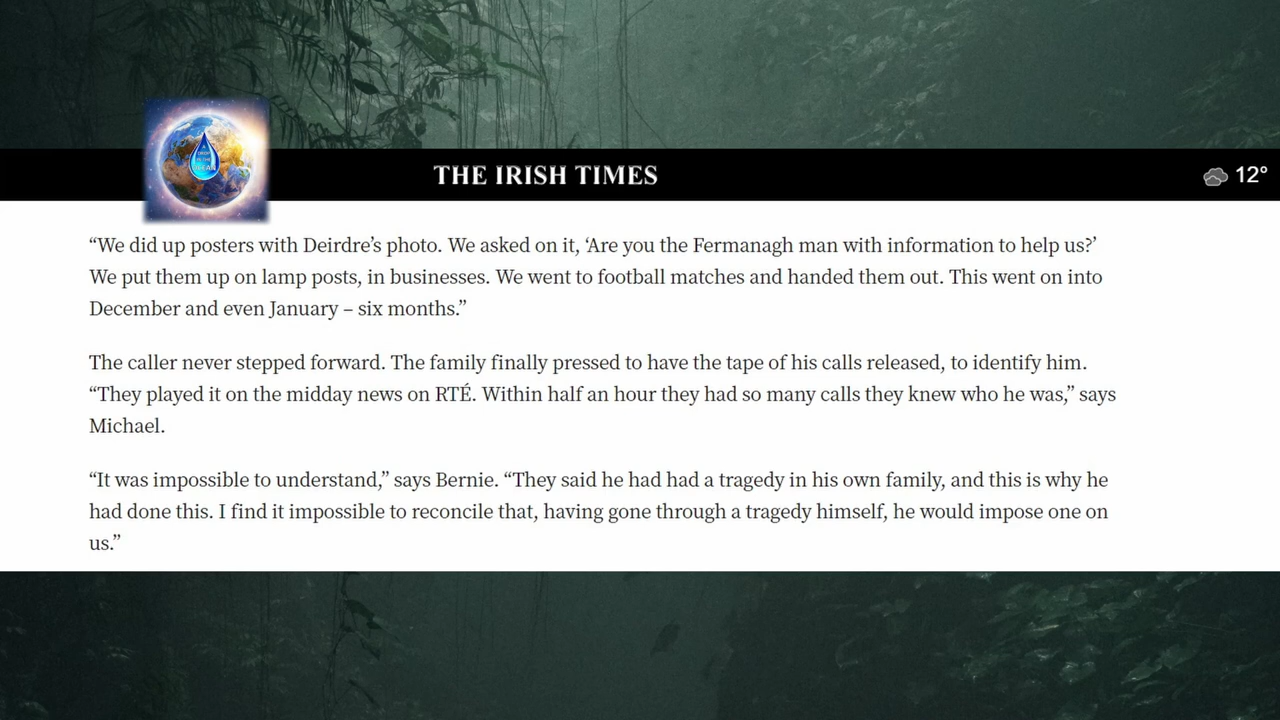 THE IRISH TIMES
12°
“We did up posters with Deirdre’s photo. We asked on it, ‘Are you the Fermanagh man with information to help us?’
We put them up on lamp posts, in businesses. We went to football matches and handed them out. This went on into
December and even January – six months.”
The caller never stepped forward. The family finally pressed to have the tape of his calls released, to identify him.
“They played it on the midday news on RTÉ. Within half an hour they had so many calls they knew who he was,” says
Michael.
“It was impossible to understand,” says Bernie. “They said he had had a tragedy in his own family, and this is why he
had done this. I find it impossible to reconcile that, having gone through a tragedy himself, he would impose one on
us.”